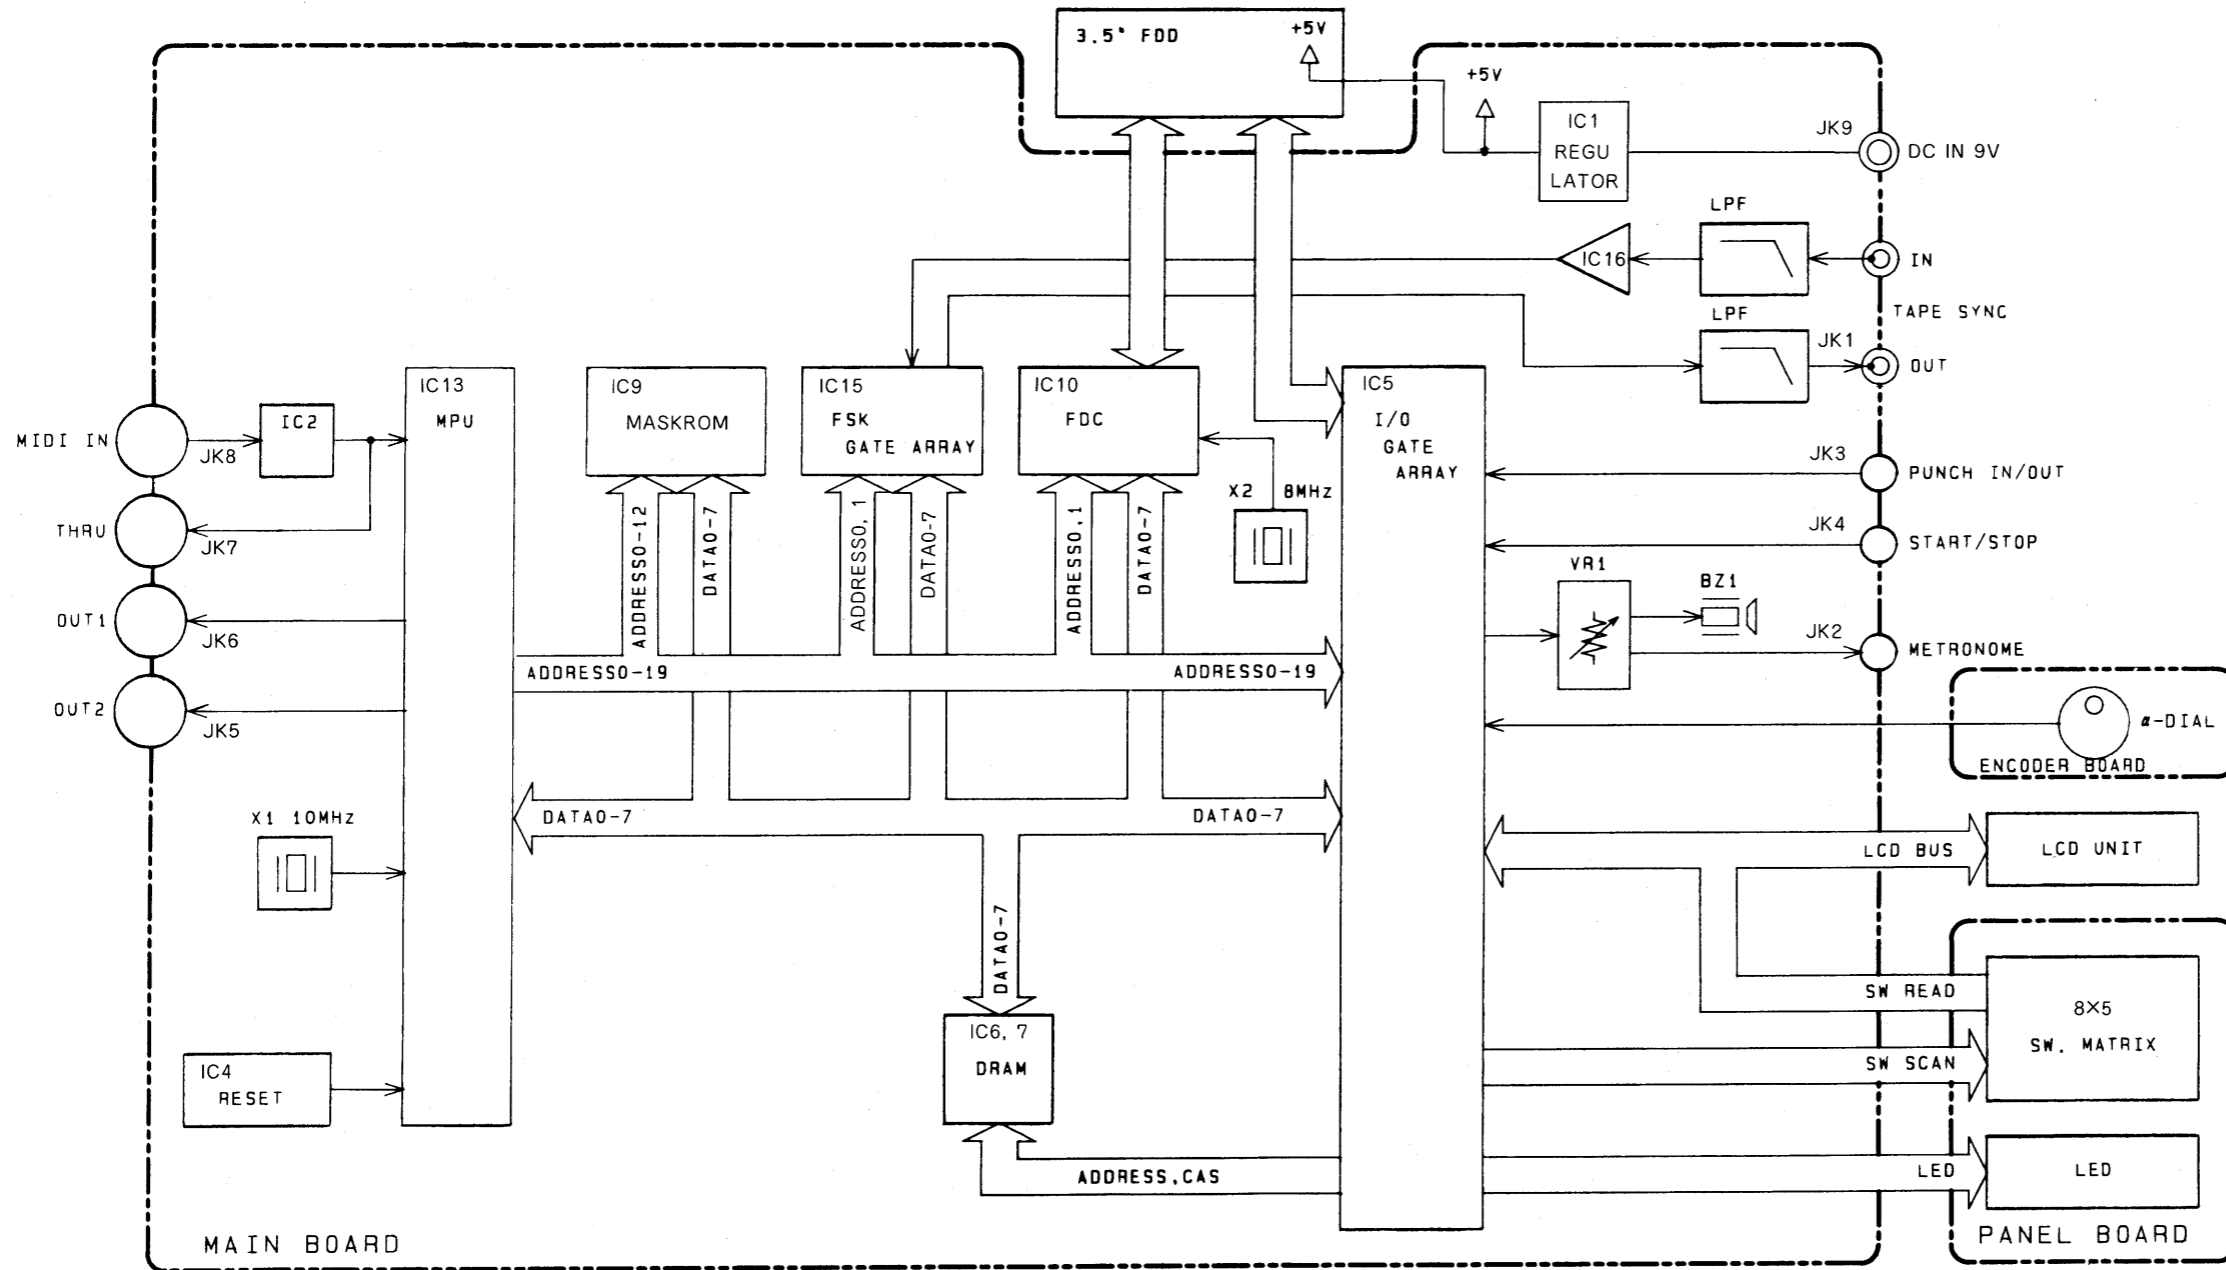 3.5" FDD
+5V
+5V
IC1
REGU
LATOR
JK9
DC IN 9V
LPF
IC16
IN
TAPE SYNC
LPF
JK1
OUT
IC13
MPU
IC9
MASKROM
IC15
FSK
GATE ARRAY
IC10
FDC
IC5
I/O
GATE
ARRAY
MIDI IN
JK8
IC2
JK3
PUNCH IN/OUT
THRU
JK7
ADDRESS0-12
DATA0-7
ADDRESS0, 1
DATA0-7
ADDRESS0,1
DATA0-7
X2 8MHz
JK4
START/STOP
VR1
BZ1
OUT1
JK6
JK2
METRONOME
ADDRESS0-19
ADDRESS0-19
OUT2
JK5
α-DIAL
ENCODER BOARD
X1 10MHz
DATA0-7
DATA0-7
LCD BUS
LCD UNIT
DATA0-7
SW READ
8X5
SW. MATRIX
SW SCAN
IC6, 7
DRAM
IC4
RESET
ADDRESS,CAS
LED
LED
MAIN BOARD
PANEL BOARD